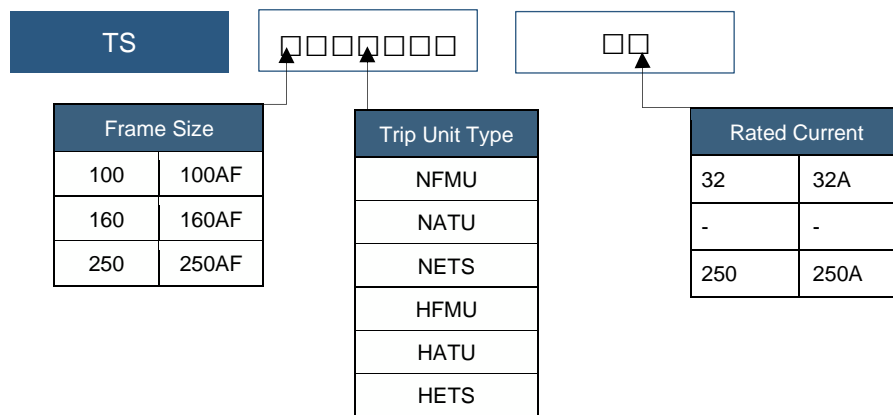 TS □□□□□□□ □□
Frame Size
100 100AF
160 160AF
250 250AF
Trip Unit Type
NFMU
NATU
NETS
HFMU
HATU
HETS
Rated Current
32 32A
- -
250 250A